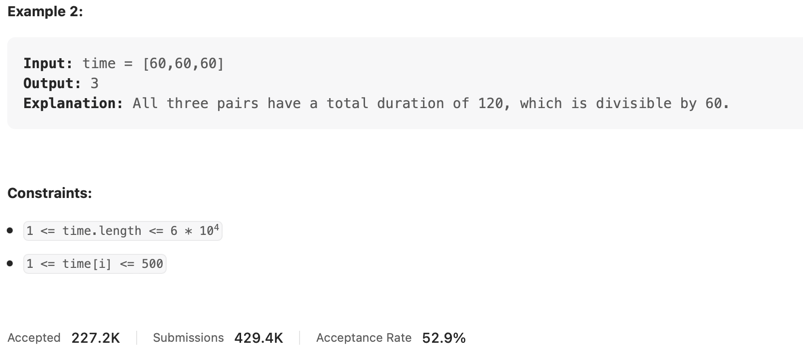 Example 2:
Input: time = [60,60,60]
Output: 3
Explanation: All three pairs have a total duration of 120, which is divisible by 60.
Constraints:
• 1 <= time.length <= 6 * 10⁴
• 1 <= time[i] <= 500
Accepted 227.2K Submissions 429.4K Acceptance Rate 52.9%